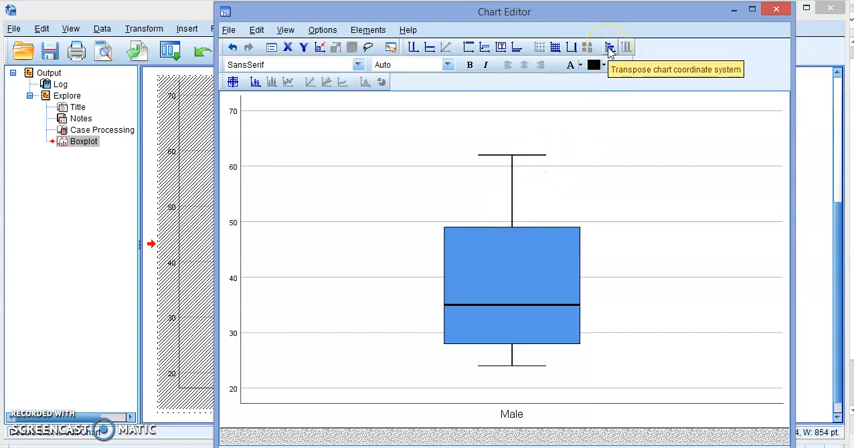 Chart Editor
File Edit View Data Transform Insert
File Edit View Options Elements Help
X Y
SansSerif Auto B I A
Transpose chart coordinate system
Output
Log
Explore
Title
Notes
Case Processing
Boxplot
70
60
50
40
30
20
70
60
50
40
30
20
Male
RECORDED WITH
SCREENCAST MATIC
4, W: 854 pt.